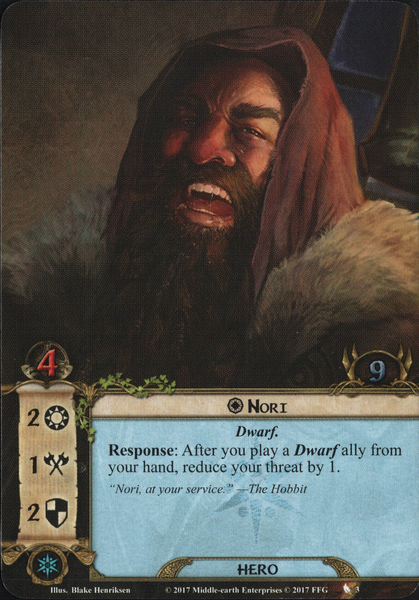 4
9
NORI
2
1
2
Dwarf.
Response: After you play a Dwarf ally from
your hand, reduce your threat by 1.
“Nori, at your service.” —The Hobbit
HERO
Illus. Blake Henriksen
© 2017 Middle-earth Enterprises © 2017 FFG
3